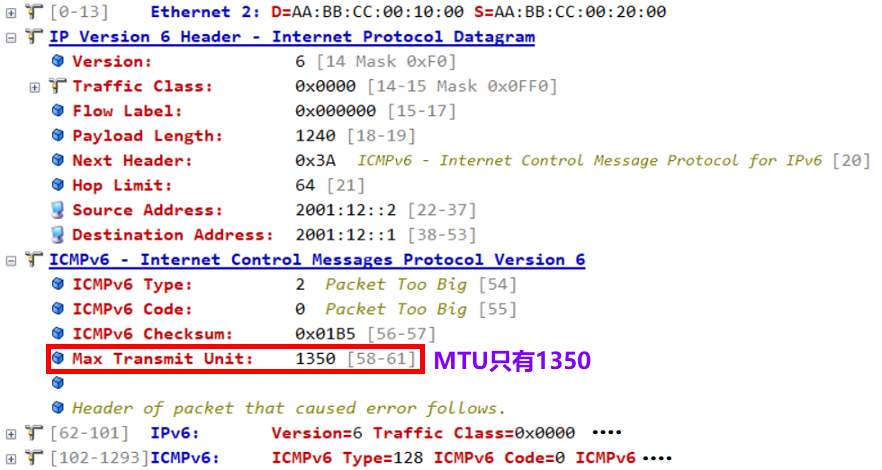 [0-13] Ethernet 2: D=AA:BB:CC:00:10:00 S=AA:BB:CC:00:20:00
IP Version 6 Header - Internet Protocol Datagram
Version: 6 [14 Mask 0xF0]
Traffic Class: 0x0000 [14-15 Mask 0x0FF0]
Flow Label: 0x000000 [15-17]
Payload Length: 1240 [18-19]
Next Header: 0x3A ICMPv6 - Internet Control Message Protocol for IPv6 [20]
Hop Limit: 64 [21]
Source Address: 2001:12::2 [22-37]
Destination Address: 2001:12::1 [38-53]
ICMPv6 - Internet Control Messages Protocol Version 6
ICMPv6 Type: 2 Packet Too Big [54]
ICMPv6 Code: 0 Packet Too Big [55]
ICMPv6 Checksum: 0x01B5 [56-57]
Max Transmit Unit: 1350 [58-61] MTU只有1350
Header of packet that caused error follows.
[62-101] IPv6: Version=6 Traffic Class=0x0000 ····
[102-1293] ICMPv6: ICMPv6 Type=128 ICMPv6 Code=0 ICMPv6 ····